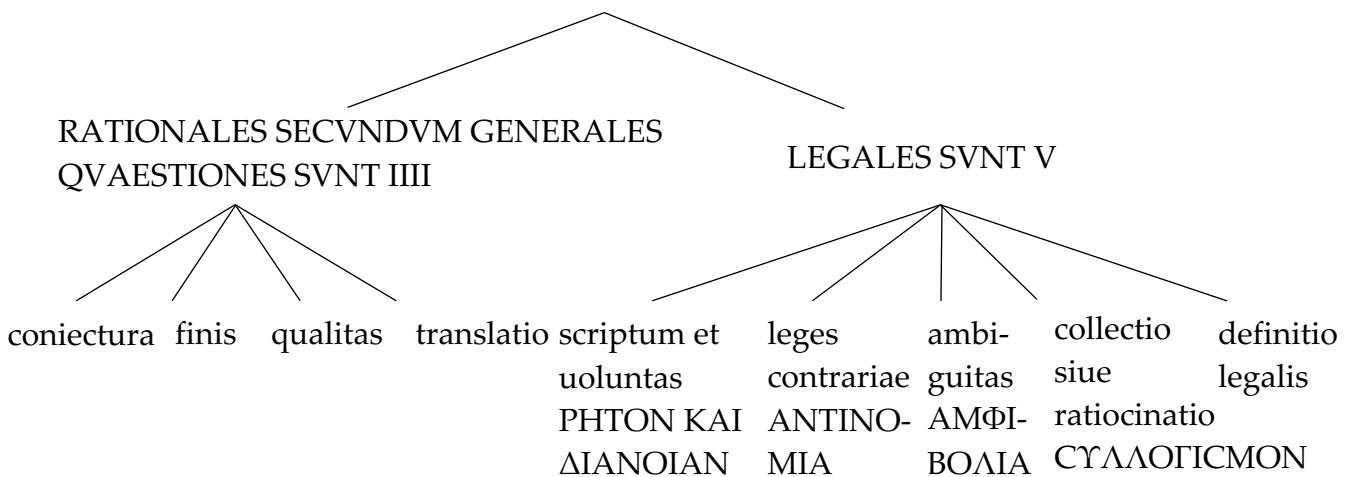 RATIONALES SECVNDVM GENERALES
QVAESTIONES SVNT IIII
LEGALES SVNT V
coniectura
finis
qualitas
translatio
scriptum et
uoluntas
ΡΗΤΟΝ ΚΑΙ
ΔΙΑΝΟΙΑΝ
leges
contrariae
ΑΝΤΙΝΟ-
ΜΙΑ
ambi-
guitas
ΑΜΦΙ-
ΒΟΛΙΑ
collectio
siue
ratiocinatio
CΥΛΛΟΓΙCΜΟΝ
definitio
legalis